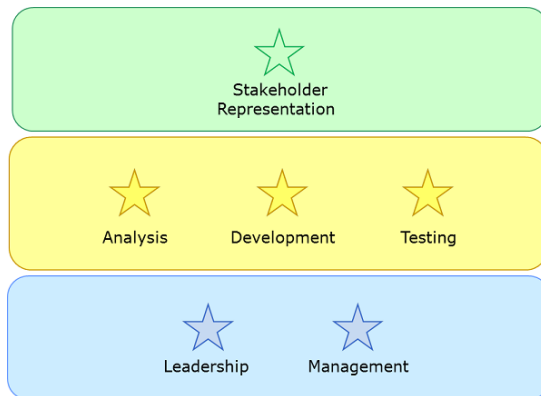 Stakeholder
Representation
Analysis
Development
Testing
Leadership
Management